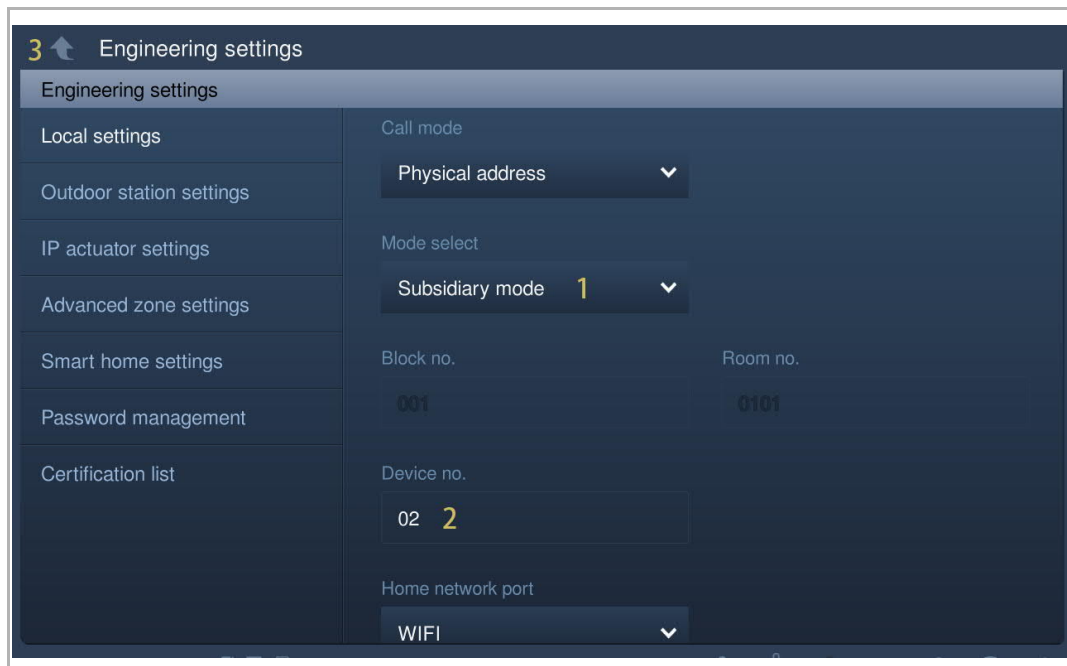 3 Engineering settings
Engineering settings
Local settings
Outdoor station settings
IP actuator settings
Advanced zone settings
Smart home settings
Password management
Certification list
Call mode
Physical address
Mode select
Subsidiary mode 1
Block no. Room no.
001 0101
Device no.
02 2
Home network port
WIFI